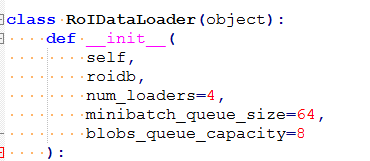 class RoIDataLoader(object):
    def __init__(
        self,
        roidb,
        num_loaders=4,
        minibatch_queue_size=64,
        blobs_queue_capacity=8
    ):